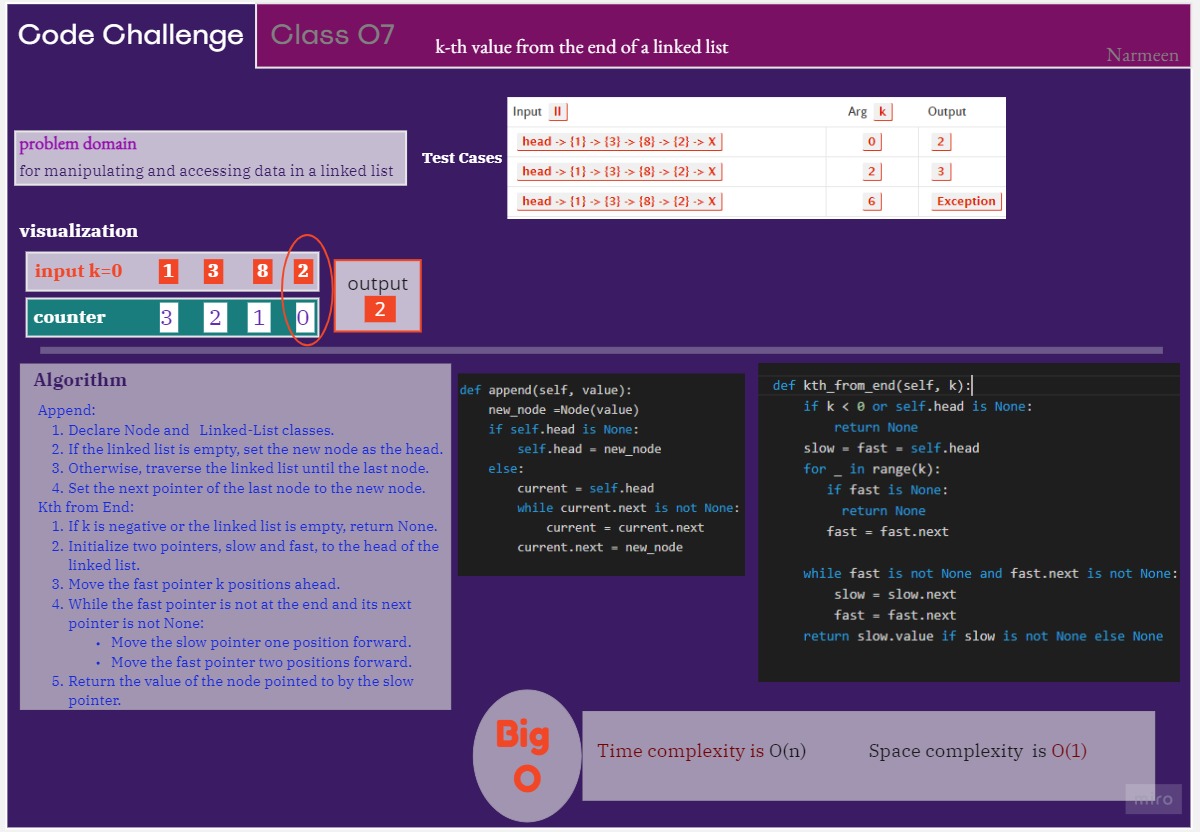 Code Challenge
Class 07
k-th value from the end of a linked list
Narmeen
problem domain
for manipulating and accessing data in a linked list
Test Cases
Input ll Arg k Output
head -> {1} -> {3} -> {8} -> {2} -> X 0 2
head -> {1} -> {3} -> {8} -> {2} -> X 2 3
head -> {1} -> {3} -> {8} -> {2} -> X 6 Exception
visualization
input k=0 1 3 8 2
counter 3 2 1 0
output
2
Algorithm
Append:
1. Declare Node and Linked-List classes.
2. If the linked list is empty, set the new node as the head.
3. Otherwise, traverse the linked list until the last node.
4. Set the next pointer of the last node to the new node.
Kth from End:
1. If k is negative or the linked list is empty, return None.
2. Initialize two pointers, slow and fast, to the head of the
linked list.
3. Move the fast pointer k positions ahead.
4. While the fast pointer is not at the end and its next
pointer is not None:
• Move the slow pointer one position forward.
• Move the fast pointer two positions forward.
5. Return the value of the node pointed to by the slow
pointer.
def append(self, value):
new_node =Node(value)
if self.head is None:
self.head = new_node
else:
current = self.head
while current.next is not None:
current = current.next
current.next = new_node
def kth_from_end(self, k):
if k < 0 or self.head is None:
return None
slow = fast = self.head
for _ in range(k):
if fast is None:
return None
fast = fast.next
while fast is not None and fast.next is not None:
slow = slow.next
fast = fast.next
return slow.value if slow is not None else None
Big
O
Time complexity is O(n)
Space complexity is O(1)
miro